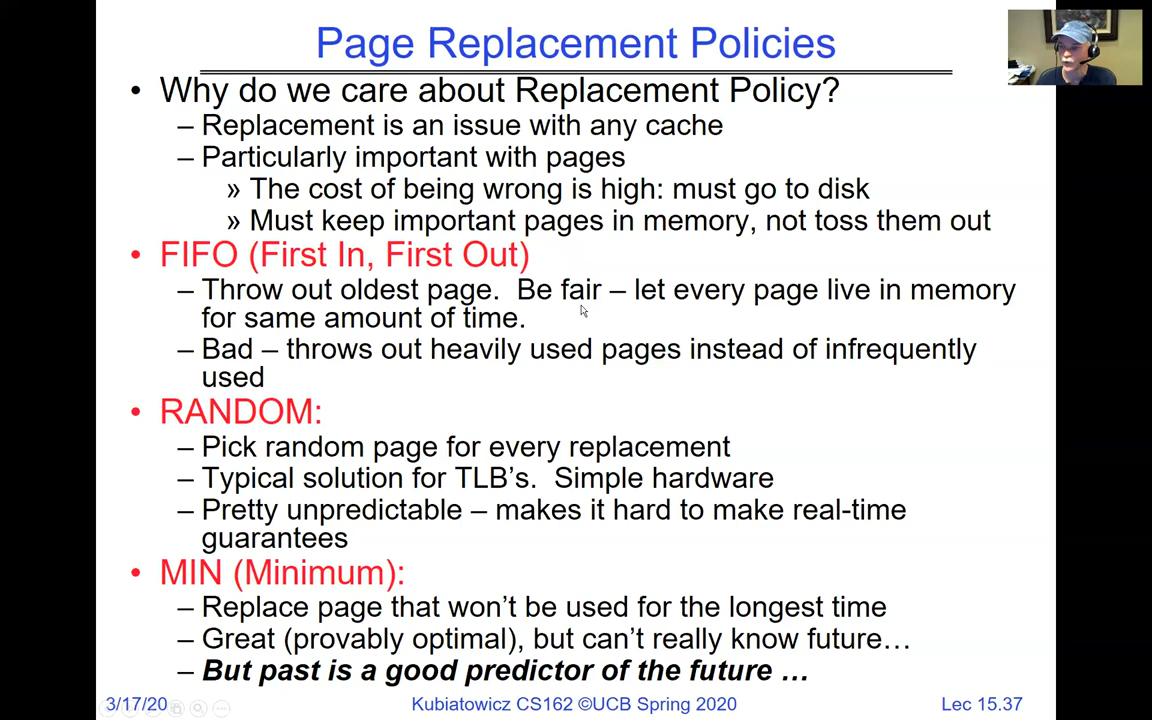 Page Replacement Policies
• Why do we care about Replacement Policy?
– Replacement is an issue with any cache
– Particularly important with pages
» The cost of being wrong is high: must go to disk
» Must keep important pages in memory, not toss them out
• FIFO (First In, First Out)
– Throw out oldest page.  Be fair – let every page live in memory
for same amount of time.
– Bad – throws out heavily used pages instead of infrequently
used
• RANDOM:
– Pick random page for every replacement
– Typical solution for TLB’s.  Simple hardware
– Pretty unpredictable – makes it hard to make real-time
guarantees
• MIN (Minimum):
– Replace page that won’t be used for the longest time
– Great (provably optimal), but can’t really know future…
– But past is a good predictor of the future …
3/17/20 Kubiatowicz CS162 ©UCB Spring 2020 Lec 15.37